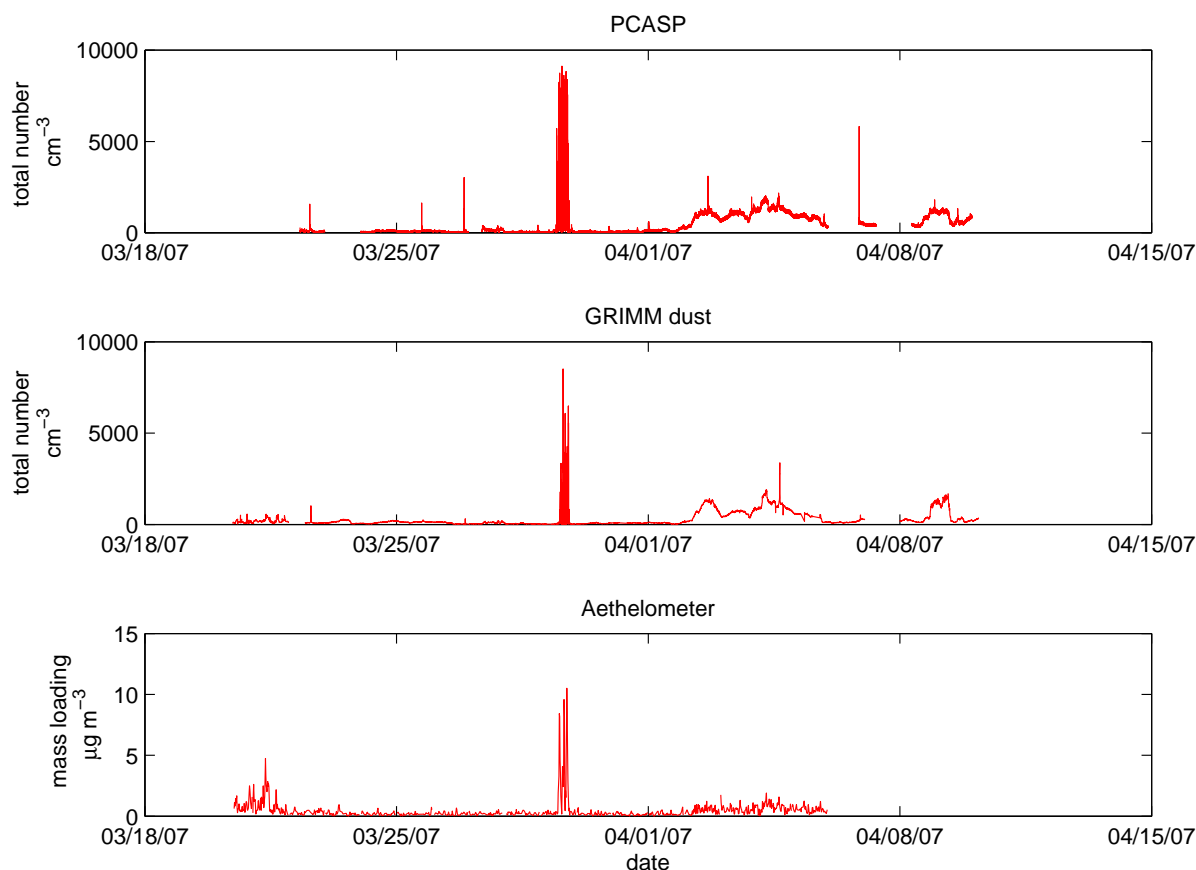 PCASP
total number
cm⁻³
10000
5000
0
03/18/07 03/25/07 04/01/07 04/08/07 04/15/07
GRIMM dust
total number
cm⁻³
10000
5000
0
03/18/07 03/25/07 04/01/07 04/08/07 04/15/07
Aethelometer
mass loading
μg m⁻³
15
10
5
0
03/18/07 03/25/07 04/01/07 04/08/07 04/15/07
date